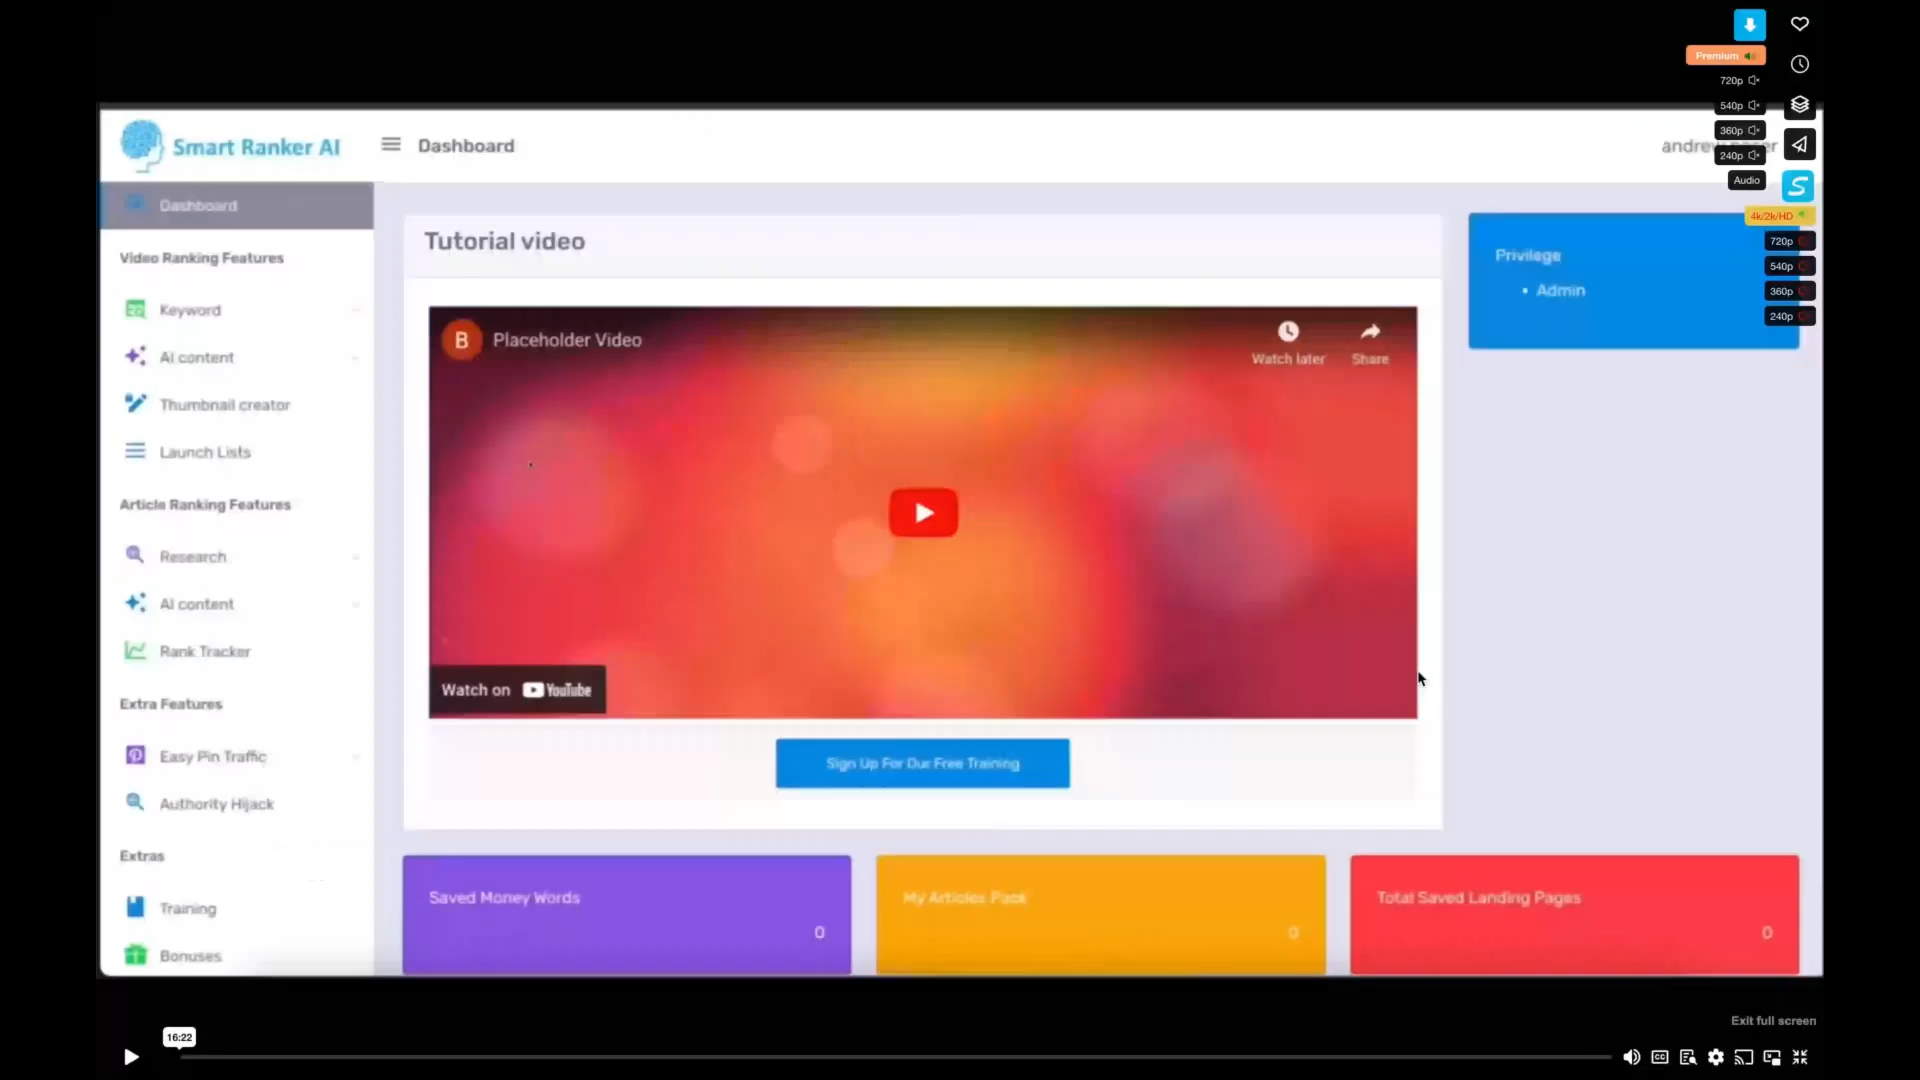 Premium
720p
540p
360p
240p
Audio
4k/2k/HD
720p
540p
360p
240p
Smart Ranker AI
Dashboard
Dashboard
Video Ranking Features
Keyword
AI content
Thumbnail creator
Launch Lists
Article Ranking Features
Research
AI content
Rank Tracker
Extra Features
Easy Pin Traffic
Authority Hijack
Extras
Training
Bonuses
Tutorial video
B
Placeholder Video
Watch later
Share
Watch on YouTube
Sign Up For Our Free Training
Privilege
• Admin
Saved Money Words
0
My Articles Pack
0
Total Saved Landing Pages
0
Exit full screen
16:22
CC